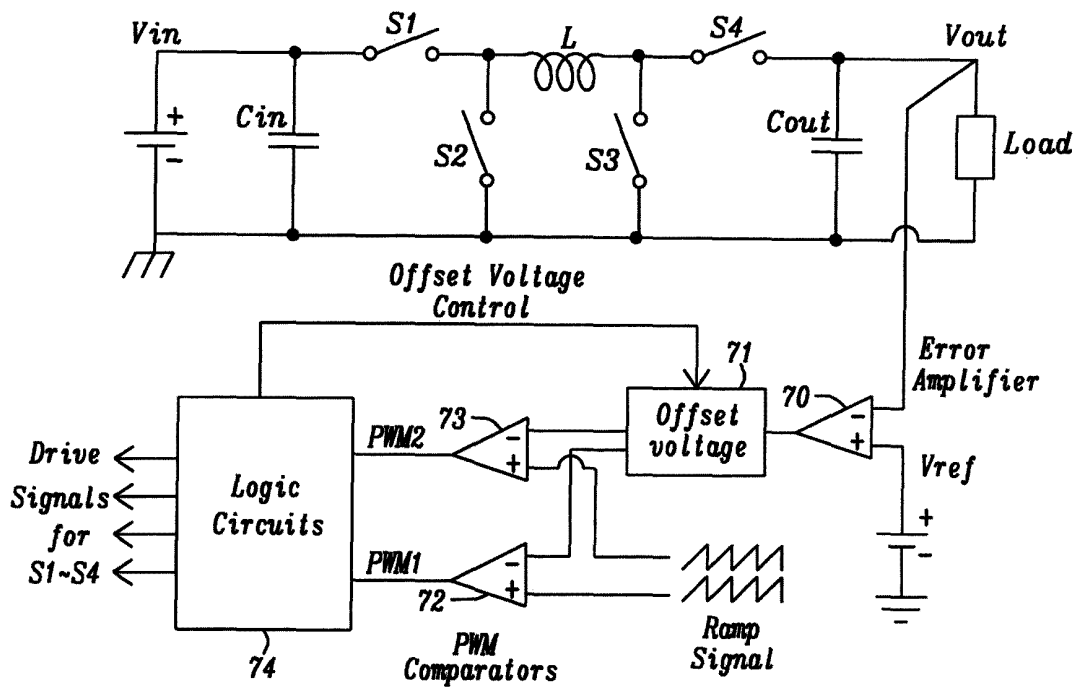 Vin
S1
L
S4
Vout
+
-
Cin
S2
S3
Cout
Load
Offset Voltage
Control
71
Error
Amplifier
70
-
+
Offset
voltage
73
-
+
PWM2
Vref
+
-
Drive
Signals
for
S1~S4
Logic
Circuits
PWM1
-
+
72
74
PWM
Comparators
Ramp
Signal